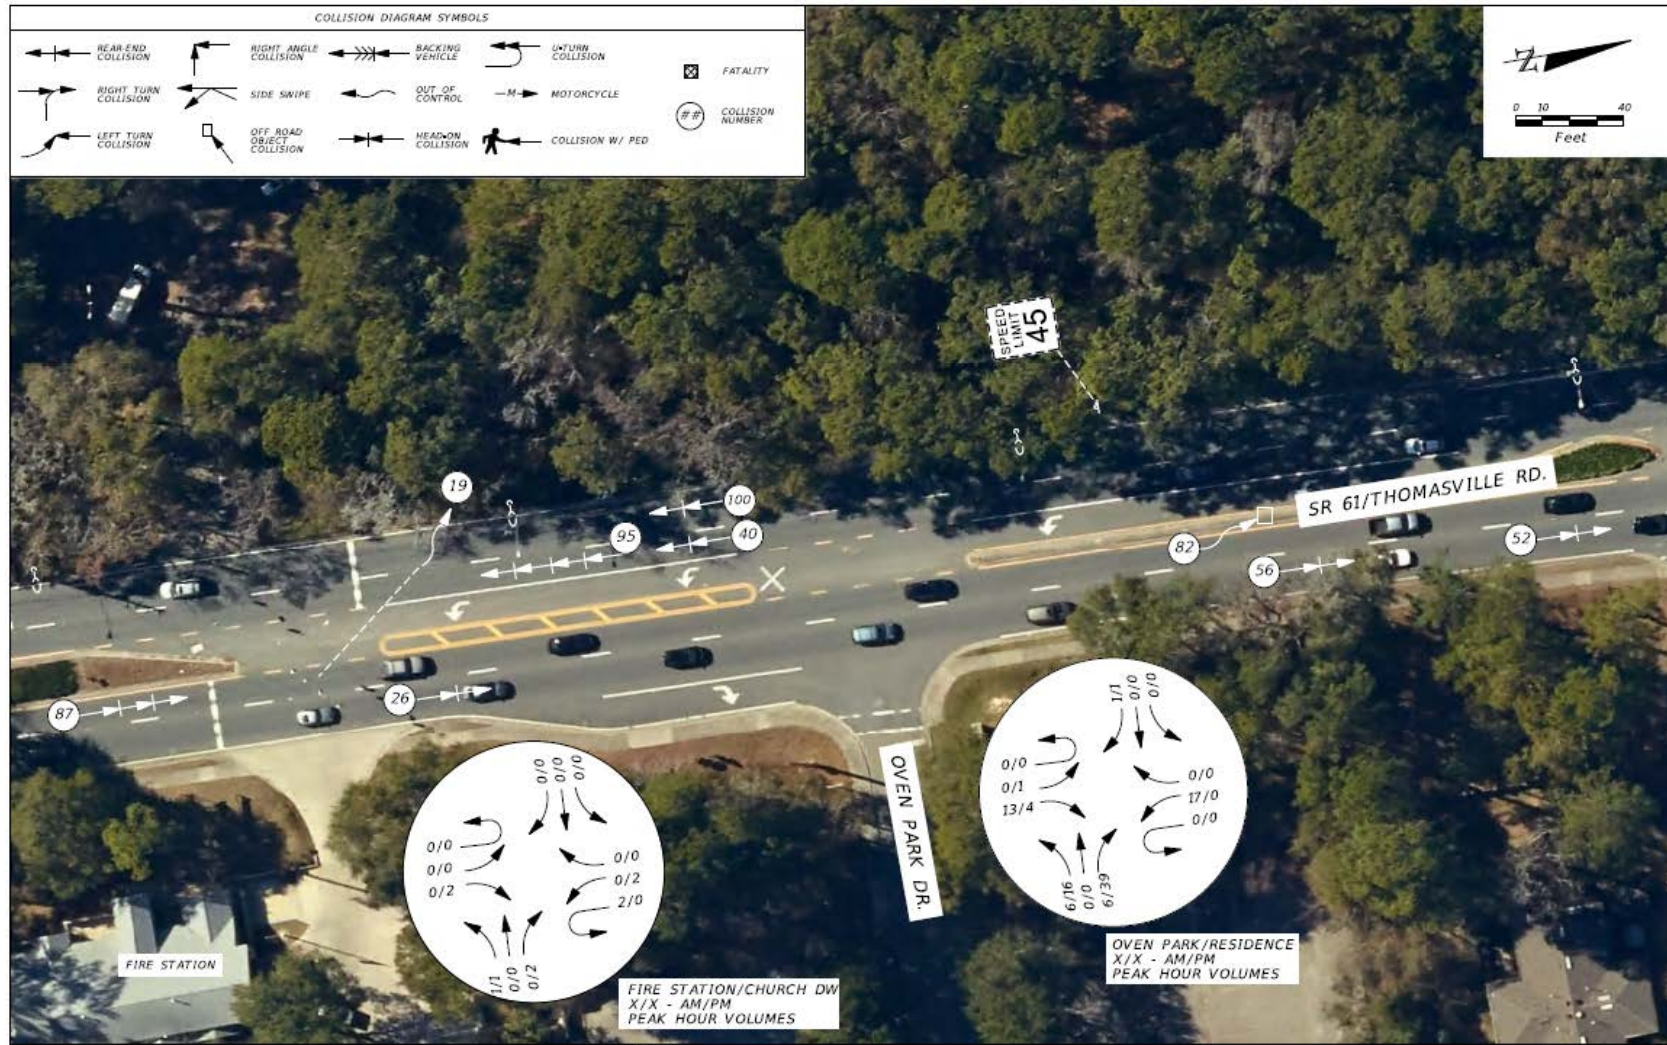 COLLISION DIAGRAM SYMBOLS
REAR-END
COLLISION
RIGHT ANGLE
COLLISION
BACKING
VEHICLE
U-TURN
COLLISION
RIGHT TURN
COLLISION
SIDE SWIPE
OUT OF
CONTROL
M
MOTORCYCLE
LEFT TURN
COLLISION
OFF ROAD
OBJECT
COLLISION
HEAD-ON
COLLISION
COLLISION W/ PED
FATALITY
##
COLLISION
NUMBER
N
0 10 40
Feet
SPEED
LIMIT
45
SR 61/THOMASVILLE RD.
19
100
95
40
82
56
52
87
26
OVEN PARK DR.
FIRE STATION
0/0
0/0
0/0
0/0
0/0
0/2
0/0
0/2
2/0
1/1
0/0
0/2
FIRE STATION/CHURCH DW
X/X - AM/PM
PEAK HOUR VOLUMES
1/1
0/0
0/0
0/0
0/1
13/4
0/0
17/0
0/0
6/16
0/0
9/39
OVEN PARK/RESIDENCE
X/X - AM/PM
PEAK HOUR VOLUMES